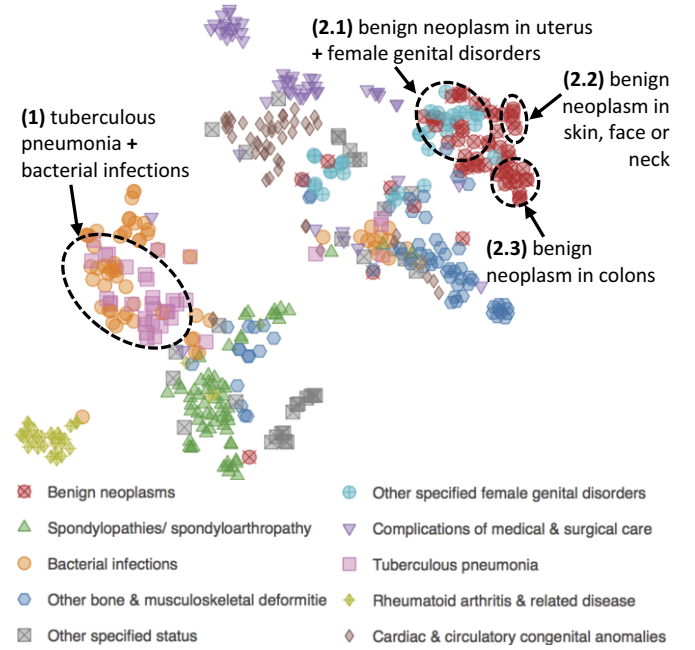 (2.1) benign neoplasm in uterus
+ female genital disorders
(2.2) benign
neoplasm in
skin, face or
neck
(1) tuberculous
pneumonia +
bacterial infections
(2.3) benign
neoplasm in colons
Benign neoplasms
Spondylopathies/ spondyloarthropathy
Bacterial infections
Other bone & musculoskeletal deformitie
Other specified status
Other specified female genital disorders
Complications of medical & surgical care
Tuberculous pneumonia
Rheumatoid arthritis & related disease
Cardiac & circulatory congenital anomalies